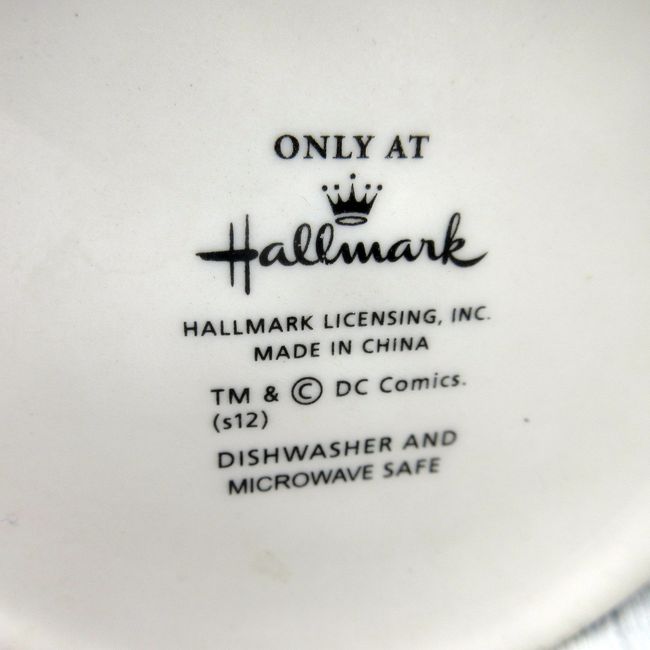 ONLY AT
Hallmark
HALLMARK LICENSING, INC.
MADE IN CHINA
TM & © DC Comics.
(s12)
DISHWASHER AND
MICROWAVE SAFE